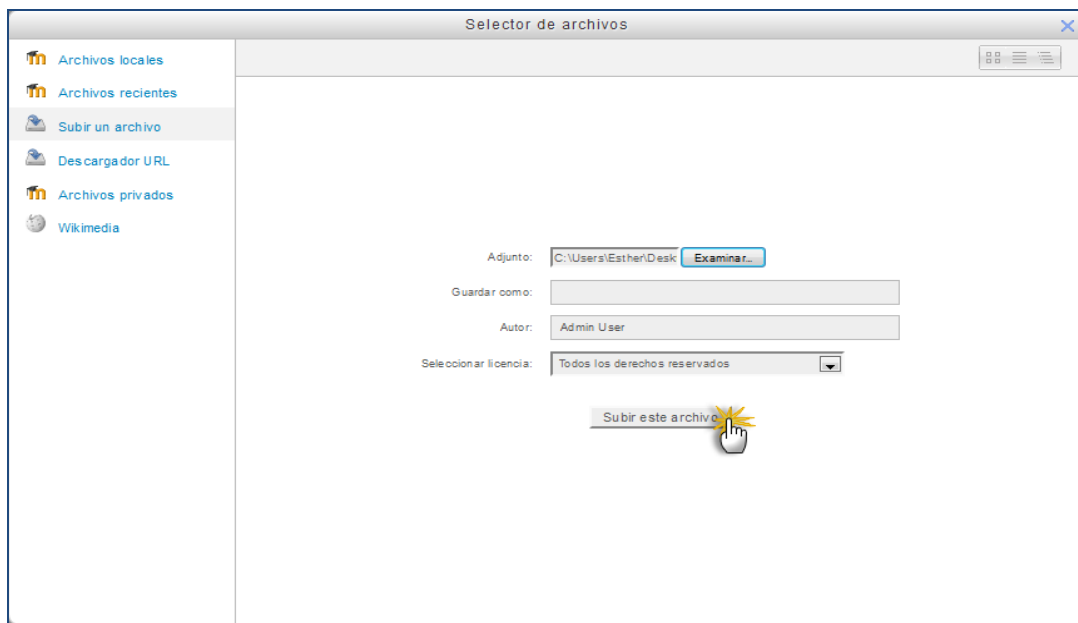 Selector de archivos
Archivos locales
Archivos recientes
Subir un archivo
Descargador URL
Archivos privados
Wikimedia
Adjunto: C:\Users\Esther\Desk Examinar...
Guardar como:
Autor: Admin User
Seleccionar licencia: Todos los derechos reservados
Subir este archivo